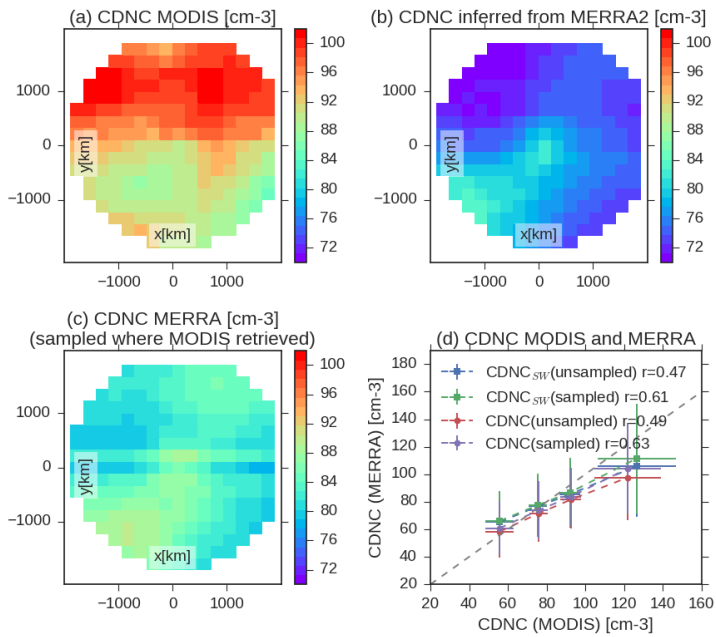 (a) CDNC MODIS [cm-3]
(b) CDNC inferred from MERRA2 [cm-3]
100
96
92
88
84
80
76
72
1000
0
−1000
y[km]
x[km]
−1000 0 1000
100
96
92
88
84
80
76
72
1000
0
−1000
y[km]
x[km]
−1000 0 1000
(c) CDNC MERRA [cm-3]
(sampled where MODIS retrieved)
100
96
92
88
84
80
76
72
1000
0
−1000
y[km]
x[km]
−1000 0 1000
(d) CDNC MODIS and MERRA
CDNC (MERRA) [cm-3]
180
160
140
120
100
80
60
40
20
CDNC_SW(unsampled) r=0.47
CDNC_SW(sampled) r=0.61
CDNC(unsampled) r=0.49
CDNC(sampled) r=0.63
20 40 60 80 100 120 140 160
CDNC (MODIS) [cm-3]